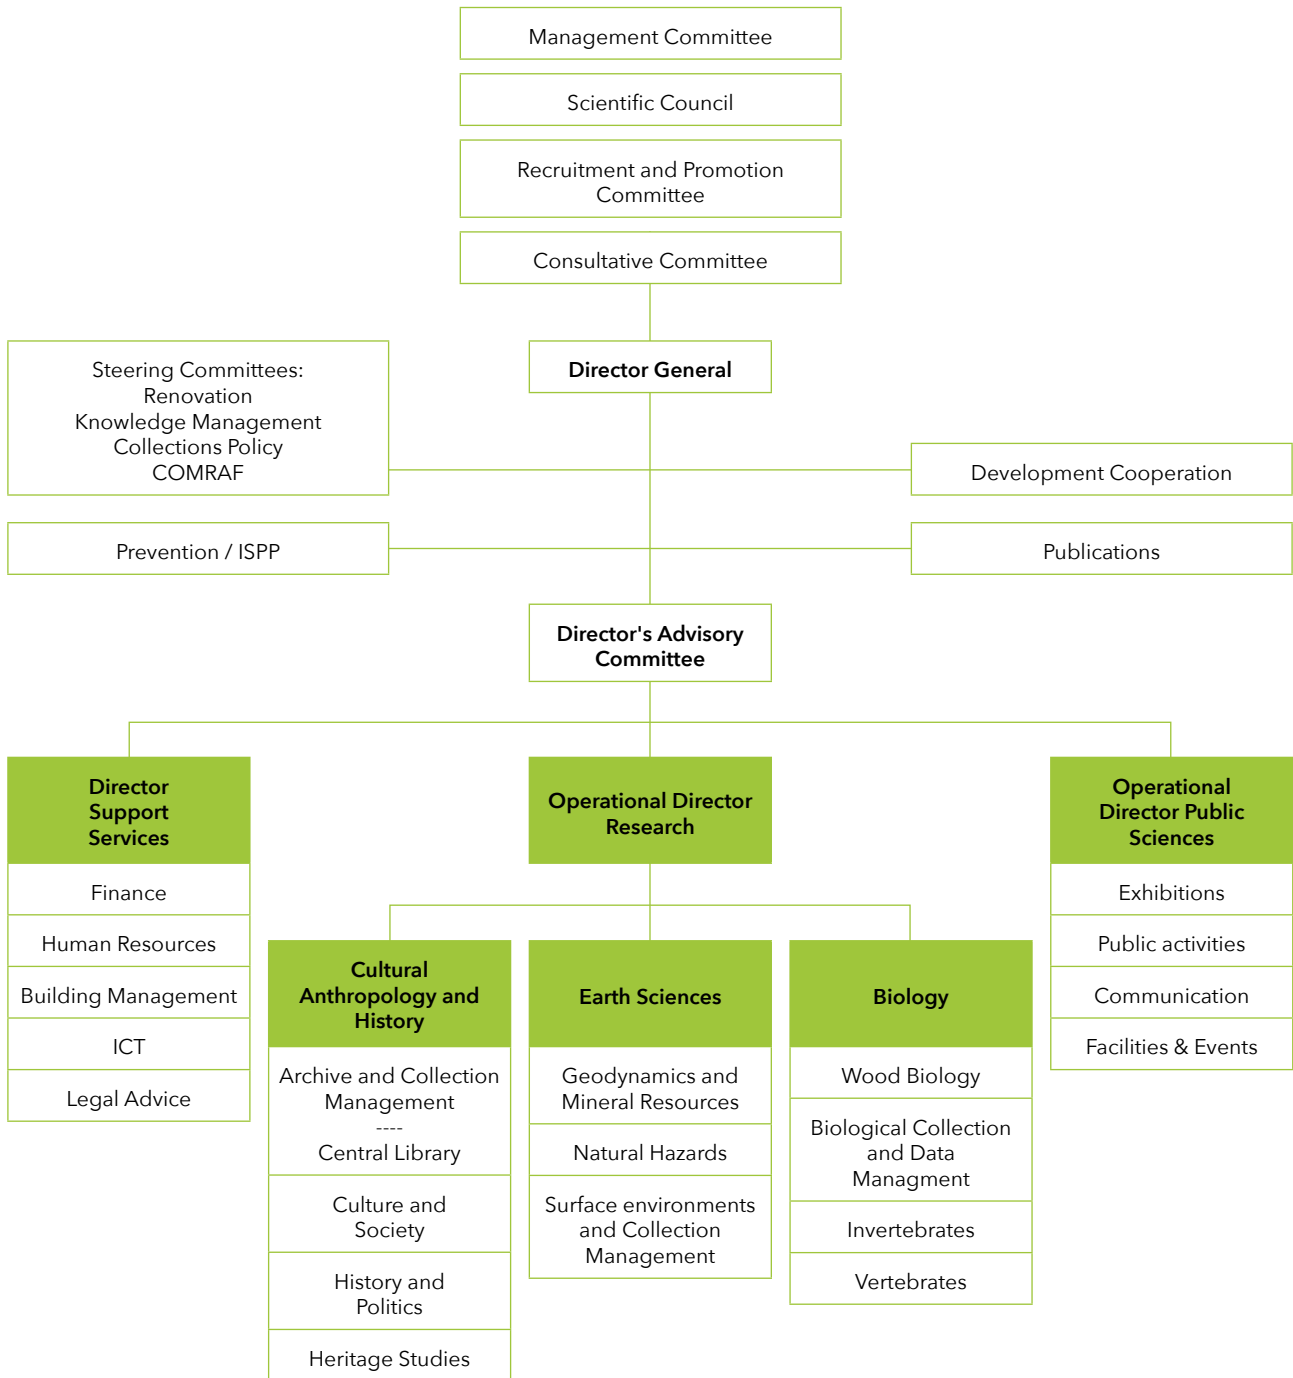 Management Committee
Scientific Council
Recruitment and Promotion
Committee
Consultative Committee
Director General
Steering Committees:
Renovation
Knowledge Management
Collections Policy
COMRAF
Development Cooperation
Prevention / ISPP
Publications
Director's Advisory
Committee
Director
Support
Services
Finance
Human Resources
Building Management
ICT
Legal Advice
Operational Director
Research
Cultural
Anthropology and
History
Archive and Collection
Management
----
Central Library
Culture and
Society
History and
Politics
Heritage Studies
Earth Sciences
Geodynamics and
Mineral Resources
Natural Hazards
Surface environments
and Collection
Management
Biology
Wood Biology
Biological Collection
and Data
Managment
Invertebrates
Vertebrates
Operational
Director Public
Sciences
Exhibitions
Public activities
Communication
Facilities & Events